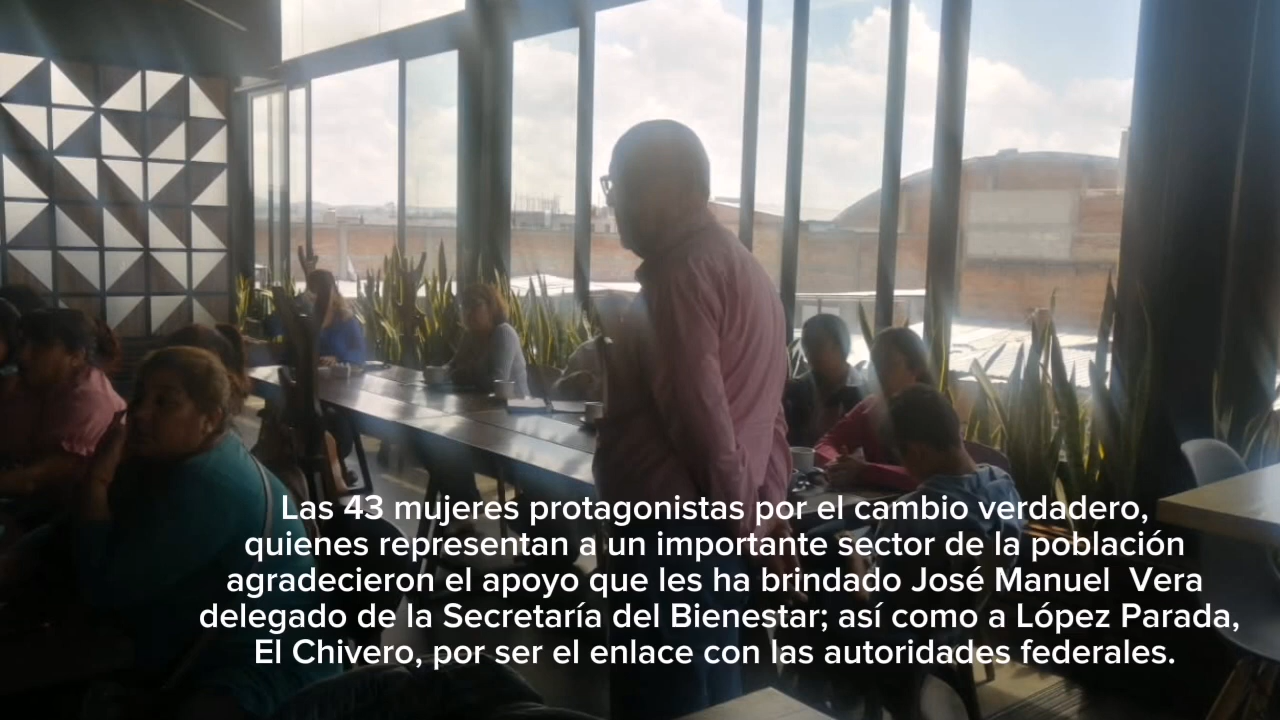 Las 43 mujeres protagonistas por el cambio verdadero,
quienes representan a un importante sector de la población
agradecieron el apoyo que les ha brindado José Manuel  Vera
delegado de la Secretaría del Bienestar; así como a López Parada,
El Chivero, por ser el enlace con las autoridades federales.